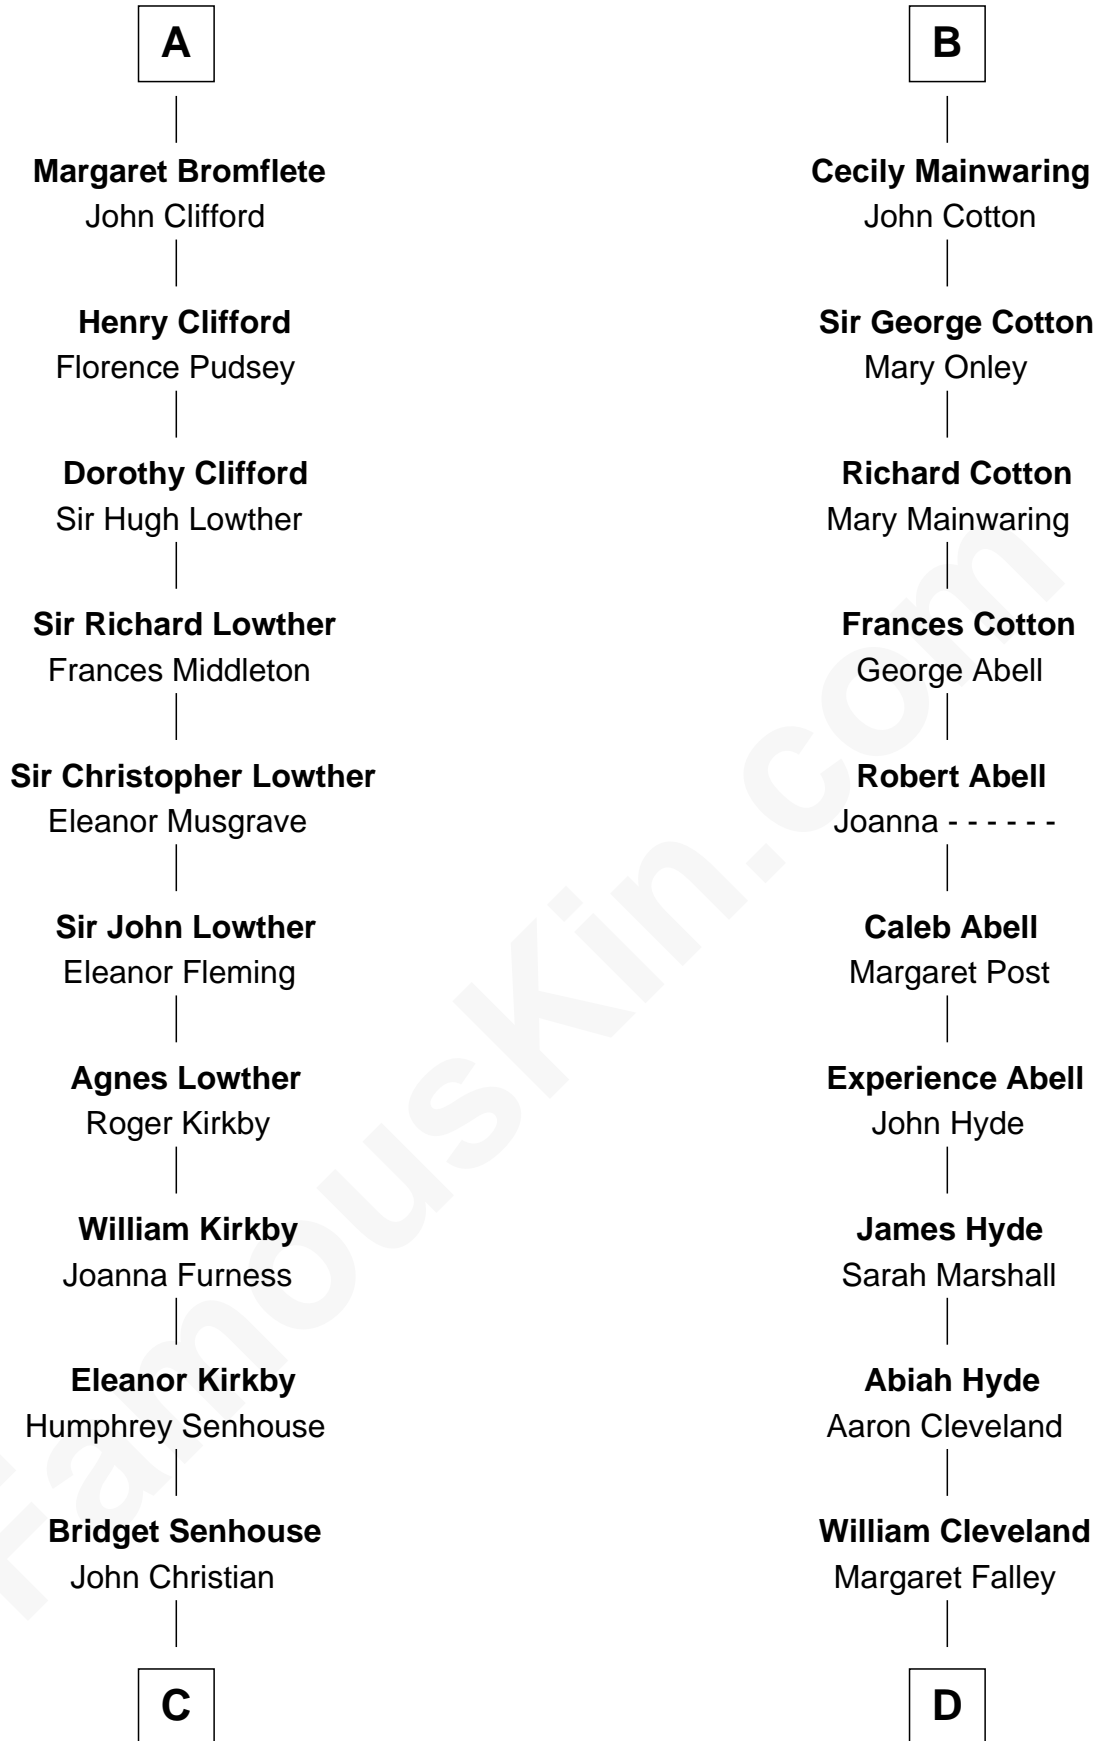 A
Margaret Bromflete
John Clifford
Henry Clifford
Florence Pudsey
Dorothy Clifford
Sir Hugh Lowther
Sir Richard Lowther
Frances Middleton
Sir Christopher Lowther
Eleanor Musgrave
Sir John Lowther
Eleanor Fleming
Agnes Lowther
Roger Kirkby
William Kirkby
Joanna Furness
Eleanor Kirkby
Humphrey Senhouse
Bridget Senhouse
John Christian
C
B
Cecily Mainwaring
John Cotton
Sir George Cotton
Mary Onley
Richard Cotton
Mary Mainwaring
Frances Cotton
George Abell
Robert Abell
Joanna - - - - - -
Caleb Abell
Margaret Post
Experience Abell
John Hyde
James Hyde
Sarah Marshall
Abiah Hyde
Aaron Cleveland
William Cleveland
Margaret Falley
D
FamousKin.com